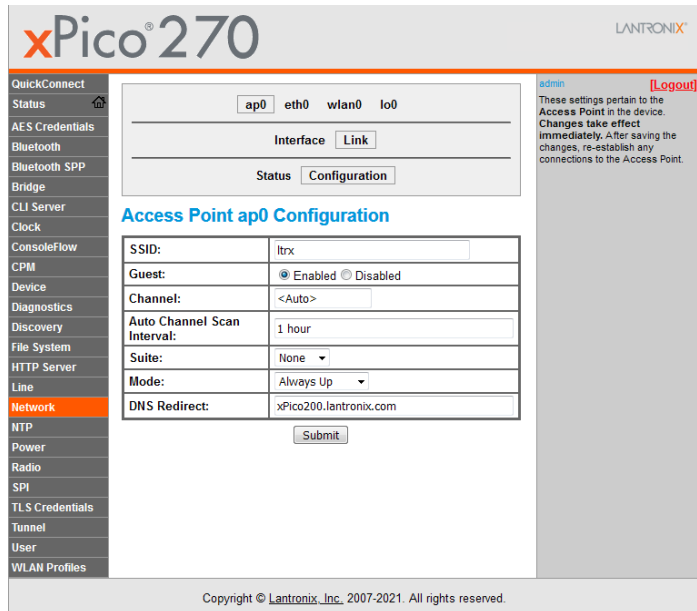 xPico® 270
LANTRONIX®
QuickConnect
Status
AES Credentials
Bluetooth
Bluetooth SPP
Bridge
CLI Server
Clock
ConsoleFlow
CPM
Device
Diagnostics
Discovery
File System
HTTP Server
Line
Network
NTP
Power
Radio
SPI
TLS Credentials
Tunnel
User
WLAN Profiles
ap0 eth0 wlan0 lo0
Interface Link
Status Configuration
Access Point ap0 Configuration
SSID: ltrx
Guest: Enabled Disabled
Channel: <Auto>
Auto Channel Scan
Interval: 1 hour
Suite: None
Mode: Always Up
DNS Redirect: xPico200.lantronix.com
Submit
admin [Logout]
These settings pertain to the
Access Point in the device.
Changes take effect
immediately. After saving the
changes, re-establish any
connections to the Access Point.
Copyright © Lantronix, Inc. 2007-2021. All rights reserved.